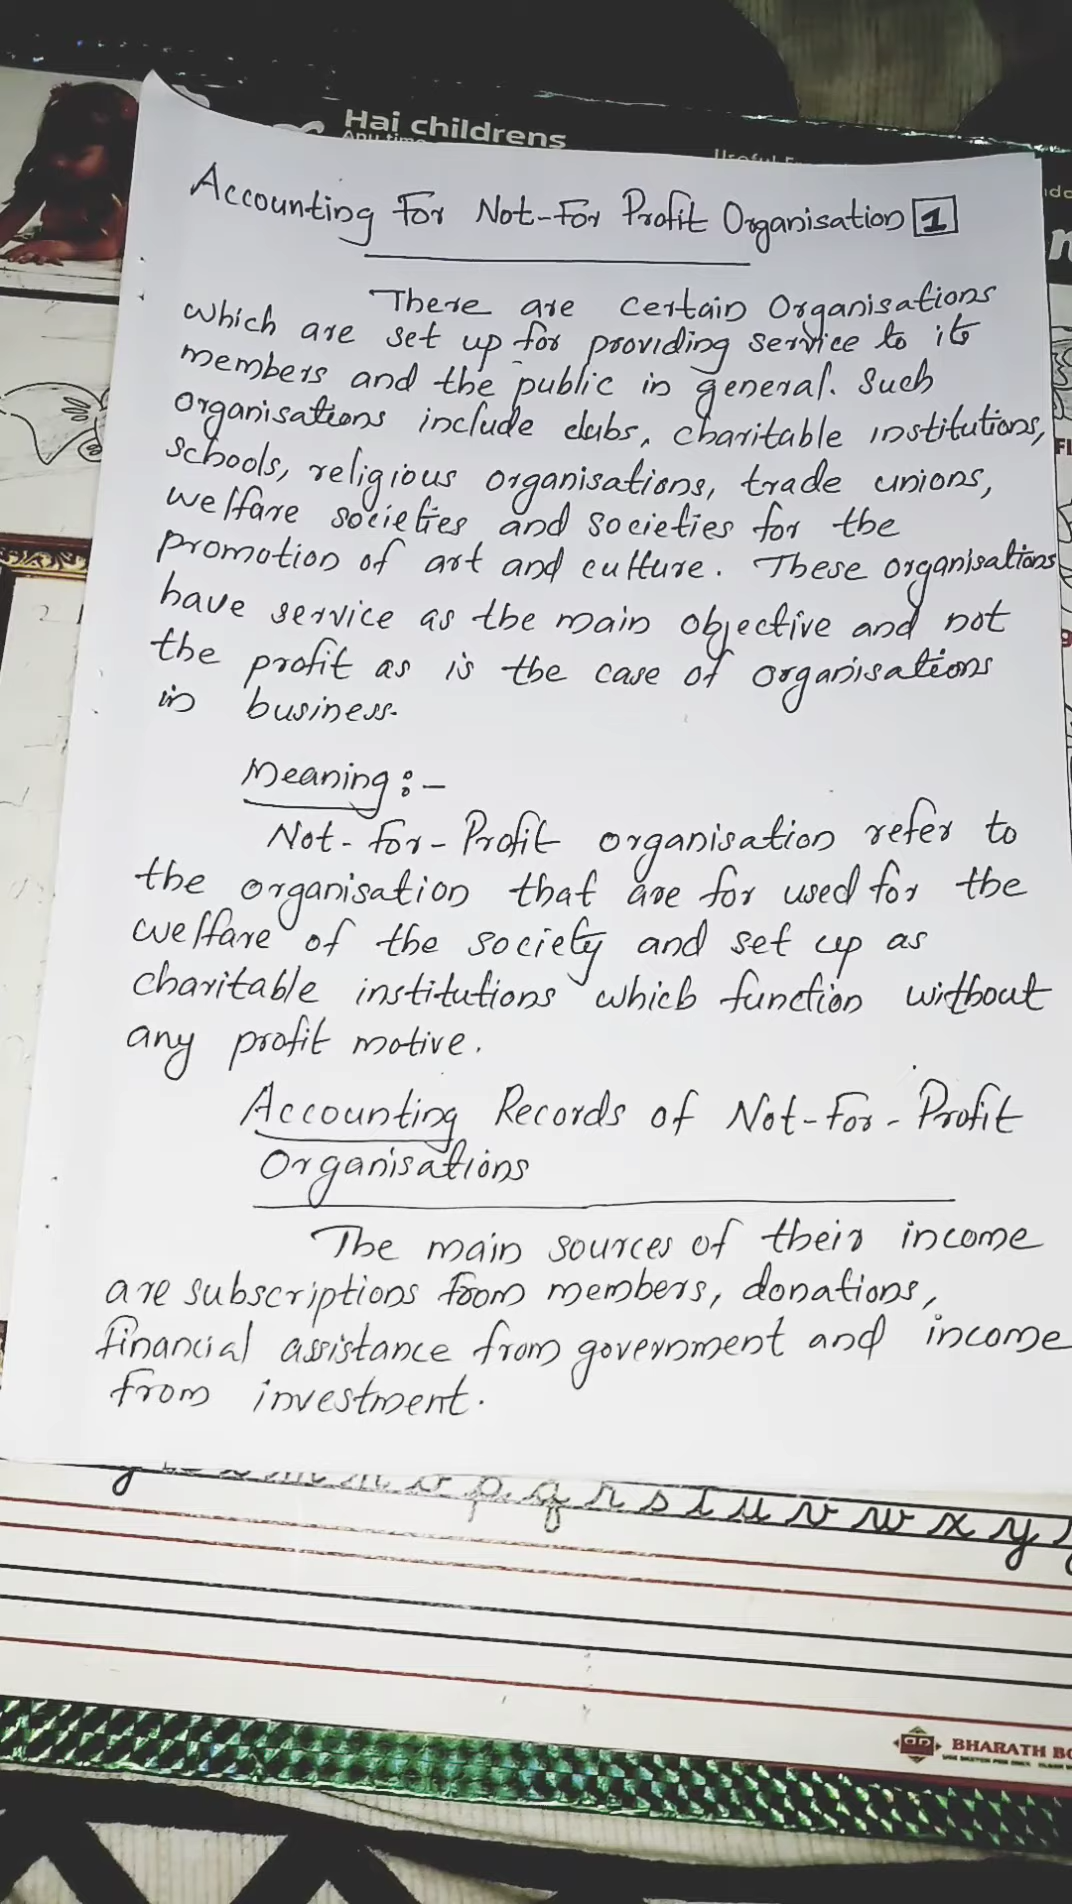 Hai childrens
Accounting For Not-For Profit Organisation 1
There are certain Organisations
which are set up for providing service to its
members and the public in general. Such
organisations include clubs, charitable institutions,
schools, religious organisations, trade unions,
welfare societies and societies for the
promotion of art and culture. These organisations
have service as the main objective and not
the profit as is the case of organisations
in business.
Meaning :-
Not-for-Profit organisation refer to
the organisation that are for used for the
welfare of the society and set up as
charitable institutions which function without
any profit motive.
Accounting Records of Not-For-Profit
Organisations
The main sources of their income
are subscriptions from members, donations,
financial assistance from government and income
from investment.
p q r s t u v w x y
BHARATH